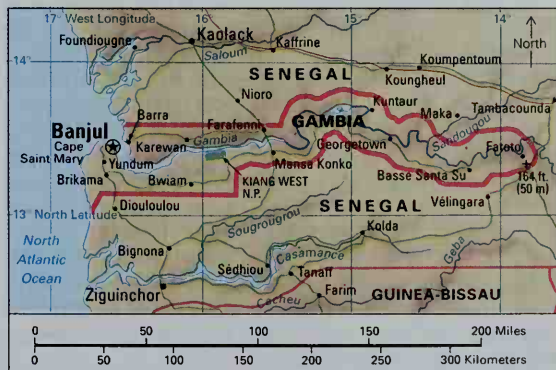 17°
16°
15°
14°
West Longitude
North
Foundiougne
Kaolack
Kaffrine
Saloum
Koumpentoum
14°
14°
SENEGAL
Koungheul
Nioro
Kuntaur
Maka
Tambacounda
Barra
Farafenni
GAMBIA
Banjul
Karewan
Gambia
Georgetown
Sandougou
Fatoto
Cape
Saint Mary
Yundum
Mansa Konko
Bassé Santa Su
164 ft.
(50 m)
Brikama
Bwiam
KIANG WEST
N.P.
13°
13°
North Latitude
Diouloulou
SENEGAL
Vélingara
Sougrougrou
North
Atlantic
Ocean
Bignona
Kolda
Casamance
Geba
Sédhiou
Tanaff
Ziguinchor
Cacheu
Farim
GUINEA-BISSAU
0 50 100 150 200 Miles
0 50 100 150 200 250 300 Kilometers